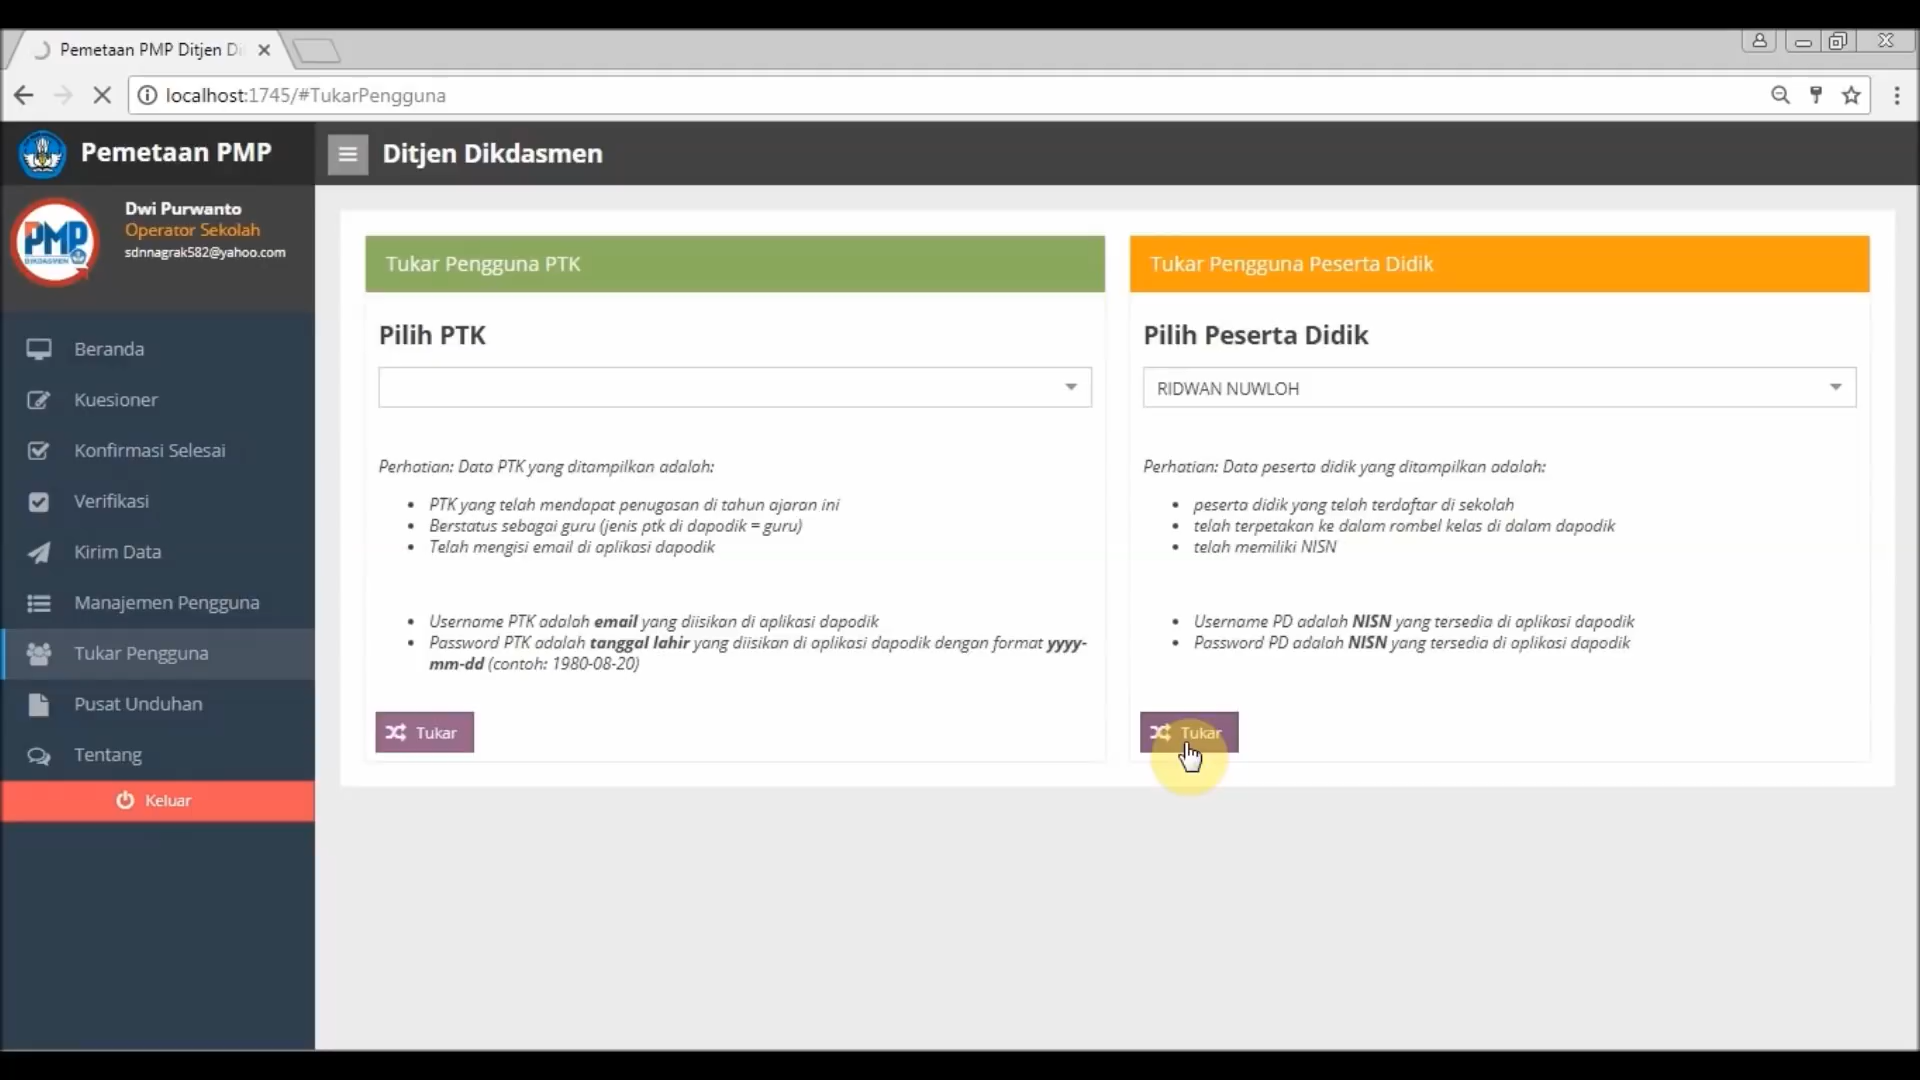 Pemetaan PMP Ditjen Di
localhost:1745/#TukarPengguna
Pemetaan PMP
Ditjen Dikdasmen
PMP
DIKDASMEN
Dwi Purwanto
Operator Sekolah
sdnnagrak582@yahoo.com
Beranda
Kuesioner
Konfirmasi Selesai
Verifikasi
Kirim Data
Manajemen Pengguna
Tukar Pengguna
Pusat Unduhan
Tentang
Keluar
Tukar Pengguna PTK
Pilih PTK
Perhatian: Data PTK yang ditampilkan adalah:
PTK yang telah mendapat penugasan di tahun ajaran ini
Berstatus sebagai guru (jenis ptk di dapodik = guru)
Telah mengisi email di aplikasi dapodik
Username PTK adalah email yang diisikan di aplikasi dapodik
Password PTK adalah tanggal lahir yang diisikan di aplikasi dapodik dengan format yyyy-
mm-dd (contoh: 1980-08-20)
Tukar
Tukar Pengguna Peserta Didik
Pilih Peserta Didik
RIDWAN NUWLOH
Perhatian: Data peserta didik yang ditampilkan adalah:
peserta didik yang telah terdaftar di sekolah
telah terpetakan ke dalam rombel kelas di dalam dapodik
telah memiliki NISN
Username PD adalah NISN yang tersedia di aplikasi dapodik
Password PD adalah NISN yang tersedia di aplikasi dapodik
Tukar